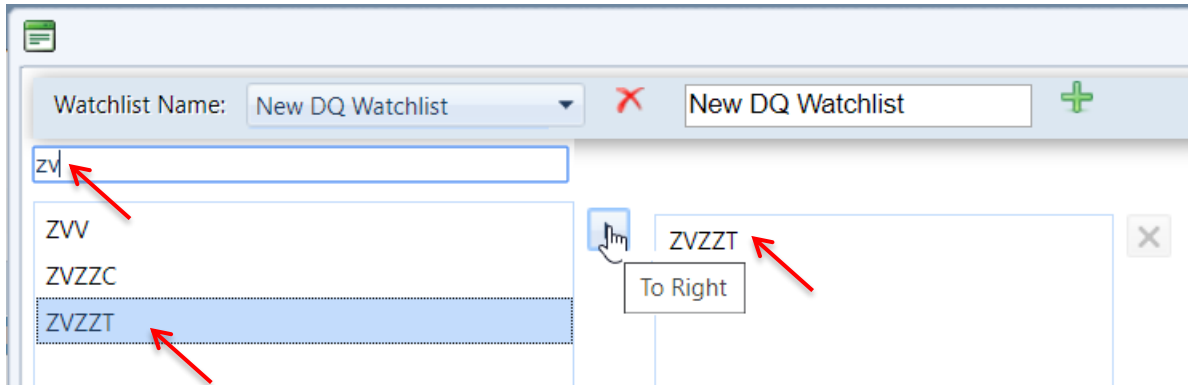 Watchlist Name: New DQ Watchlist New DQ Watchlist
zv
ZVV
ZVZZC
ZVZZT
ZVZZT
To Right